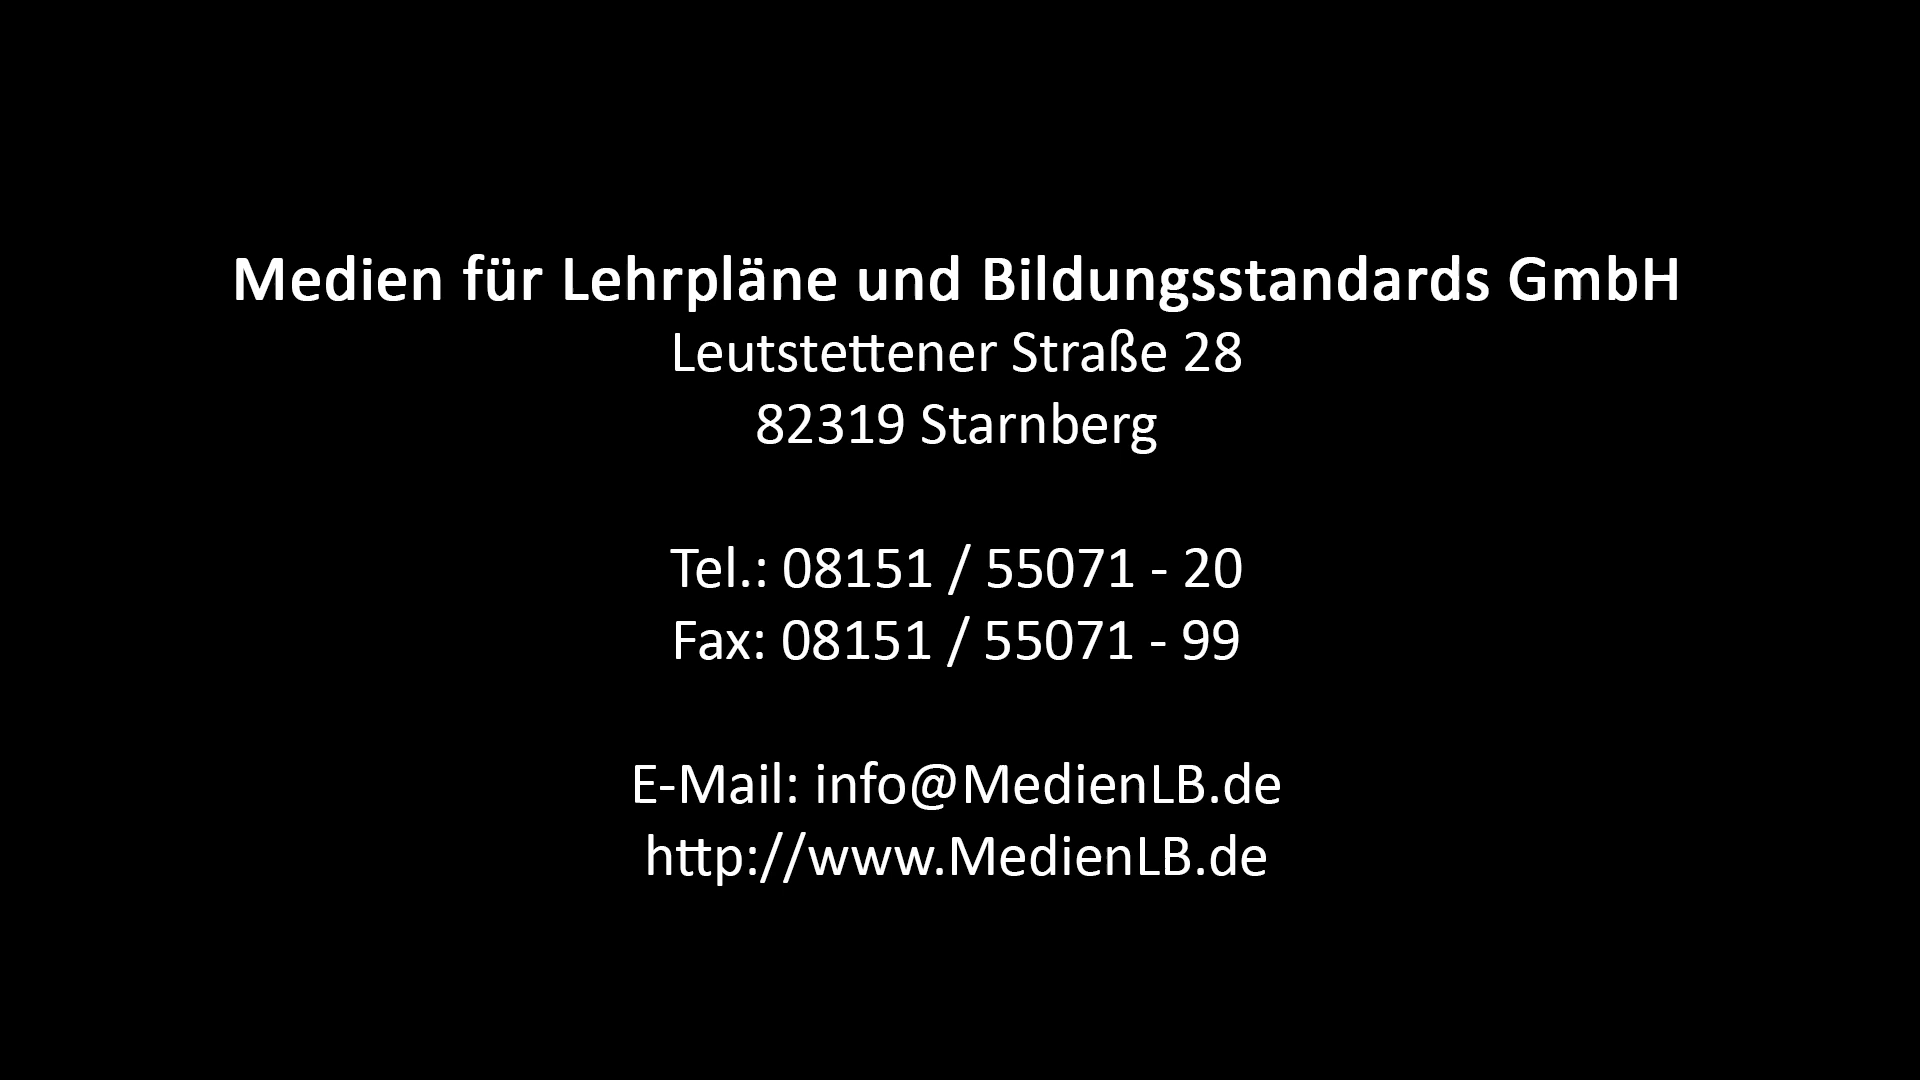 Medien für Lehrpläne und Bildungsstandards GmbH
Leutstettener Straße 28
82319 Starnberg
Tel.: 08151 / 55071 - 20
Fax: 08151 / 55071 - 99
E-Mail: info@MedienLB.de
http://www.MedienLB.de